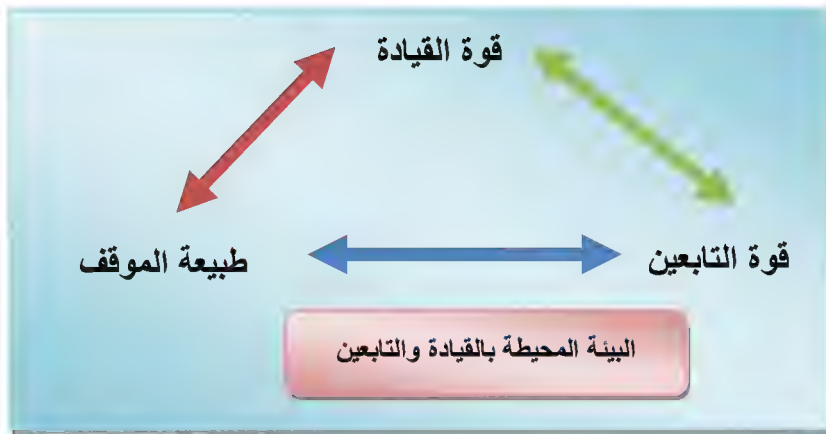 قوة القيادة
قوة التابعين
طبيعة الموقف
البيئة المحيطة بالقيادة والتابعين